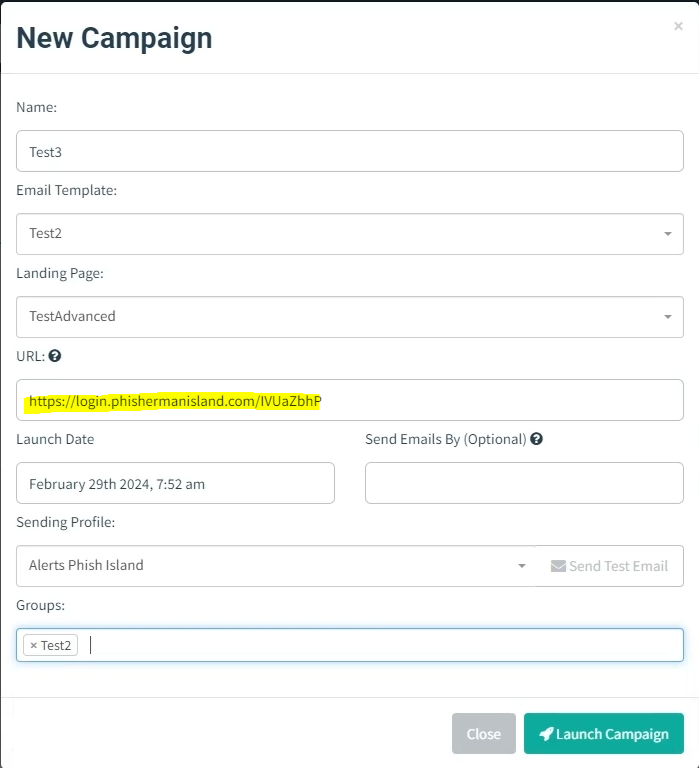 New Campaign
×
Name:
Test3
Email Template:
Test2
Landing Page:
TestAdvanced
URL: ?
https://login.phishermanisland.com/IVUaZbhP
Launch Date
Send Emails By (Optional) ?
February 29th 2024, 7:52 am
Sending Profile:
Alerts Phish Island
Send Test Email
Groups:
× Test2
Close
Launch Campaign